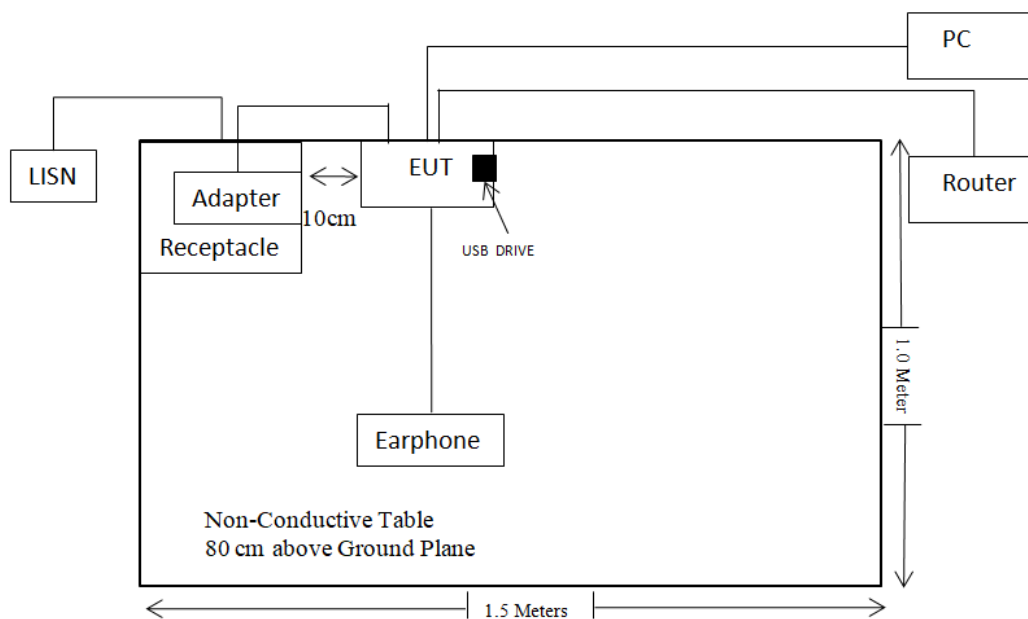 PC
LISN
Adapter
EUT
Router
10cm
Receptacle
USB DRIVE
1.0 Meter
Earphone
Non-Conductive Table
80 cm above Ground Plane
1.5 Meters